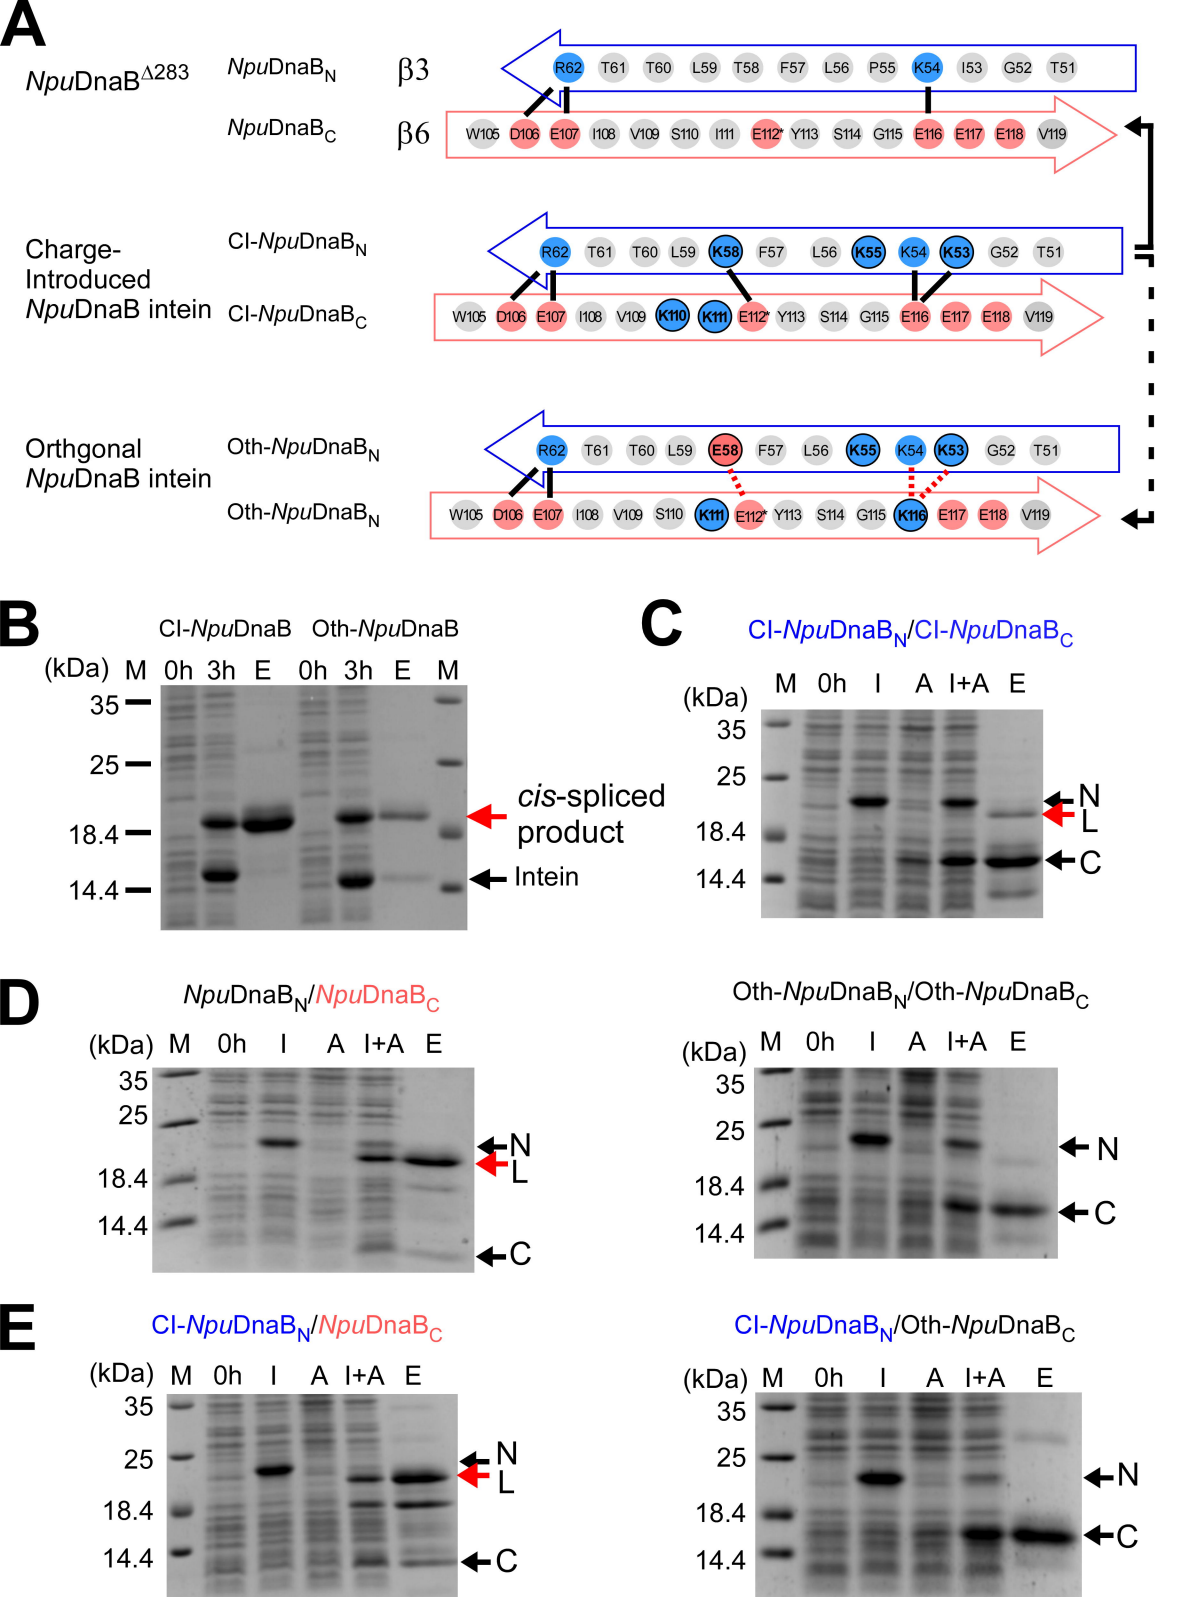 A
NpuDnaBΔ283
NpuDnaBN
β3
R62 T61 T60 L59 T58 F57 L56 P55 K54 I53 G52 T51
NpuDnaBC
β6
W105 D106 E107 I108 V109 S110 I111 E112* Y113 S114 G115 E116 E117 E118 V119
Charge-
Introduced
NpuDnaB intein
CI-NpuDnaBN
R62 T61 T60 L59 K58 F57 L56 K55 K54 K53 G52 T51
CI-NpuDnaBC
W105 D106 E107 I108 V109 K110 K111 E112* Y113 S114 G115 E116 E117 E118 V119
Orthgonal
NpuDnaB intein
Oth-NpuDnaBN
R62 T61 T60 L59 E58 F57 L56 K55 K54 K53 G52 T51
Oth-NpuDnaBN
W105 D106 E107 I108 V109 S110 K111 E112* Y113 S114 G115 K116 E117 E118 V119
B
CI-NpuDnaB Oth-NpuDnaB
(kDa) M 0h 3h E 0h 3h E M
35
25
18.4
14.4
cis-spliced
product
Intein
C
CI-NpuDnaBN/CI-NpuDnaBC
(kDa) M 0h I A I+A E
35
25
18.4
14.4
N
L
C
D
NpuDnaBN/NpuDnaBC
(kDa) M 0h I A I+A E
35
25
18.4
14.4
N
L
C
Oth-NpuDnaBN/Oth-NpuDnaBC
(kDa) M 0h I A I+A E
35
25
18.4
14.4
N
C
E
CI-NpuDnaBN/NpuDnaBC
(kDa) M 0h I A I+A E
35
25
18.4
14.4
N
L
C
CI-NpuDnaBN/Oth-NpuDnaBC
(kDa) M 0h I A I+A E
35
25
18.4
14.4
N
C